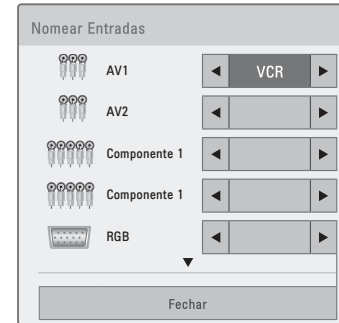 Nomear Entradas
AV1 VCR
AV2
Componente 1
Componente 1
RGB
Fechar